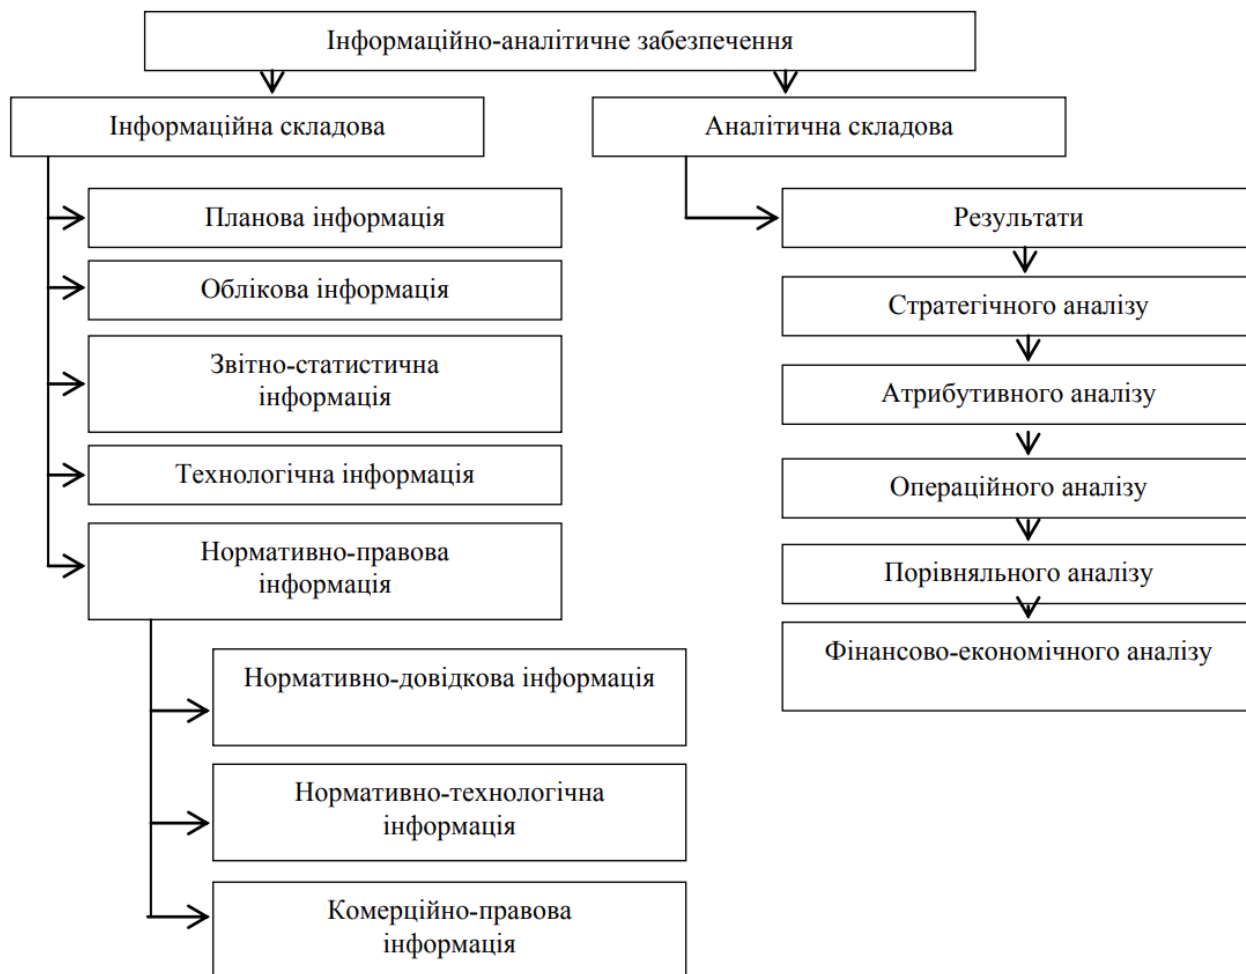 Інформаційно-аналітичне забезпечення
Інформаційна складова
Аналітична складова
Планова інформація
Облікова інформація
Звітно-статистична
інформація
Технологічна інформація
Нормативно-правова
інформація
Нормативно-довідкова інформація
Нормативно-технологічна
інформація
Комерційно-правова
інформація
Результати
Стратегічного аналізу
Атрибутивного аналізу
Операційного аналізу
Порівняльного аналізу
Фінансово-економічного аналізу